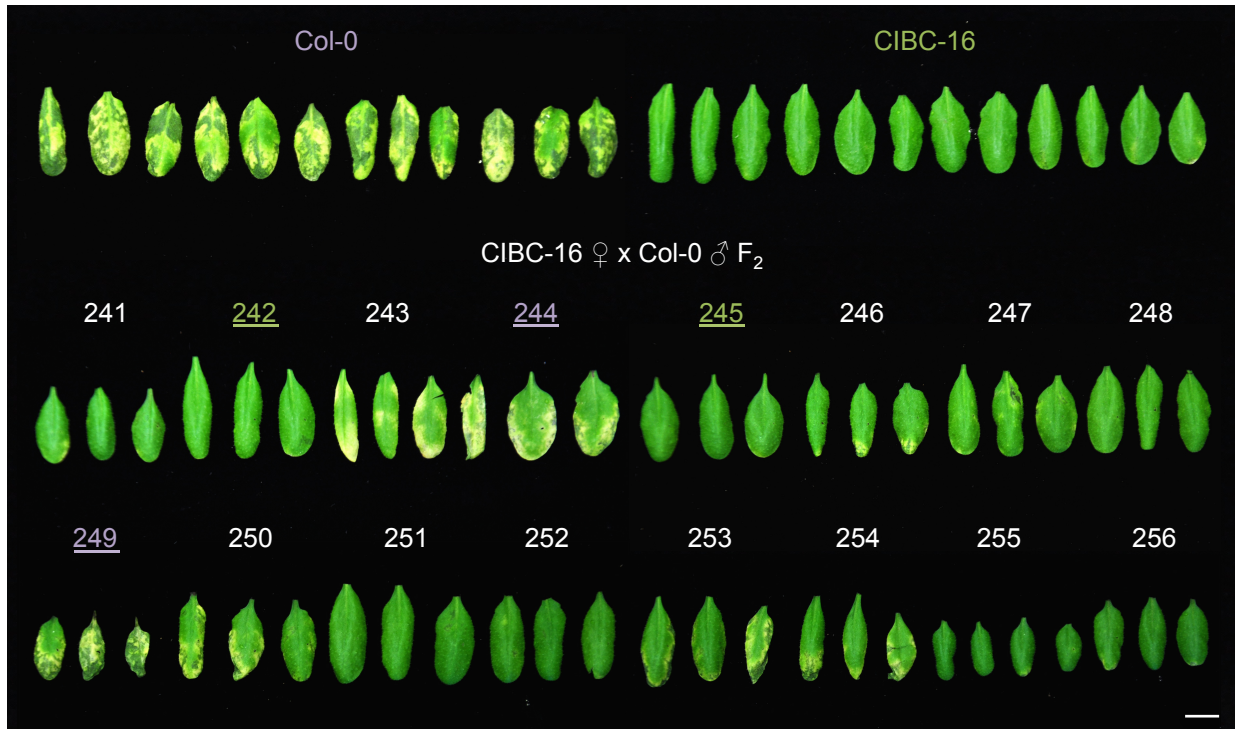 Col-0 CIBC-16
CIBC-16 ♀ x Col-0 ♂ F₂
241 242 243 244 245 246 247 248
249 250 251 252 253 254 255 256